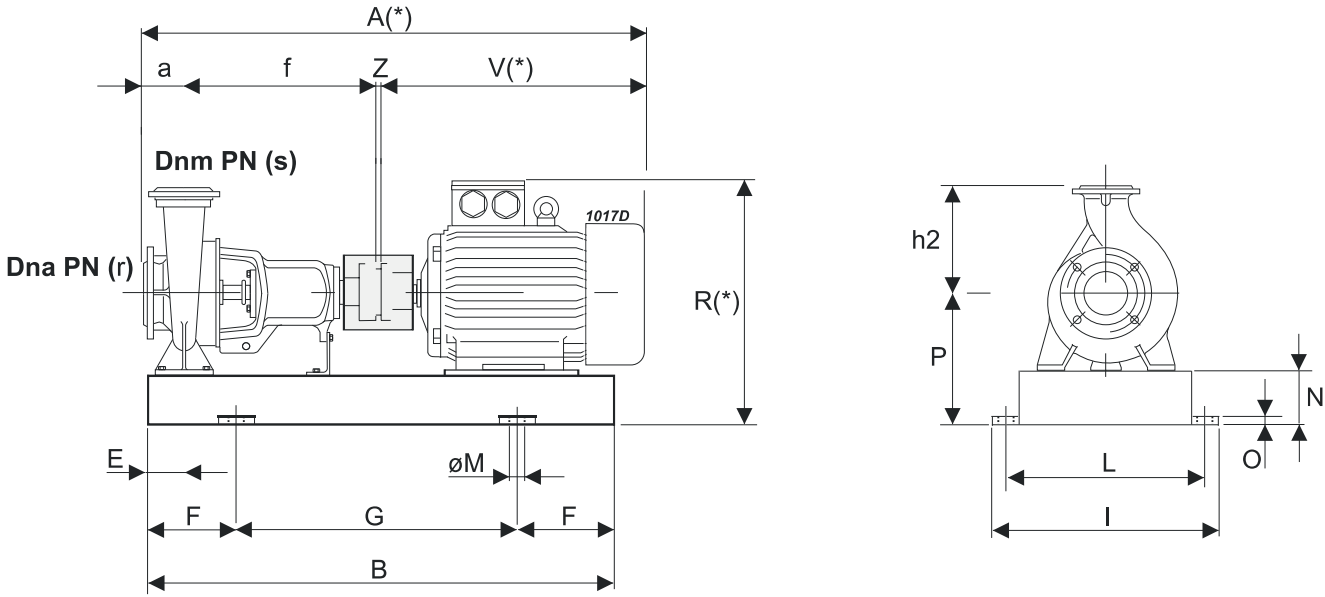 A(*)
a f Z V(*)
Dnm PN (s)
1017D
Dna PN (r)
h2
R(*)
P
N
E
øM
O
L
F G F
I
B